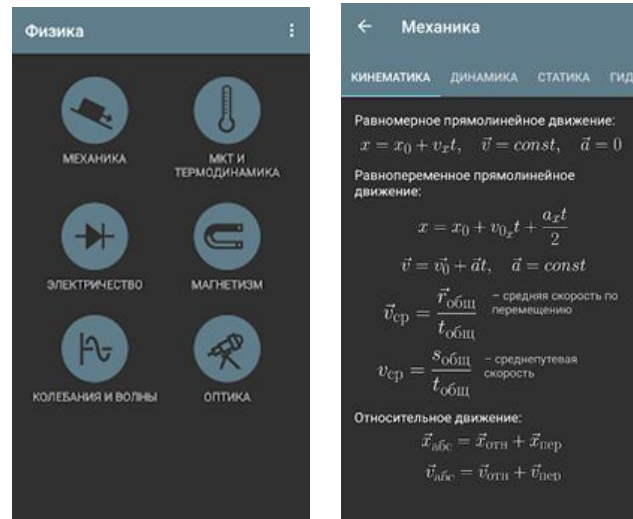 Физика
МЕХАНИКА
МКТ И
ТЕРМОДИНАМИКА
ЭЛЕКТРИЧЕСТВО
МАГНЕТИЗМ
КОЛЕБАНИЯ И ВОЛНЫ
ОПТИКА
Механика
КИНЕМАТИКА ДИНАМИКА СТАТИКА ГИД
Равномерное прямолинейное движение:
$x = x_0 + v_x t, \quad \vec{v} = const, \quad \vec{a} = 0$
Равнопеременное прямолинейное
движение:
$x = x_0 + v_{0_x} t + \frac{a_x t}{2}$
$\vec{v} = \vec{v_0} + \vec{a} t, \quad \vec{a} = const$
$\vec{v}_{ср} = \frac{\vec{r}_{общ}}{t_{общ}}$ – средняя скорость по
перемещению
$v_{ср} = \frac{s_{общ}}{t_{общ}}$ – среднепутевая
скорость
Относительное движение:
$\vec{x}_{абс} = \vec{x}_{отн} + \vec{x}_{пер}$
$\vec{v}_{абс} = \vec{v}_{отн} + \vec{v}_{пер}$